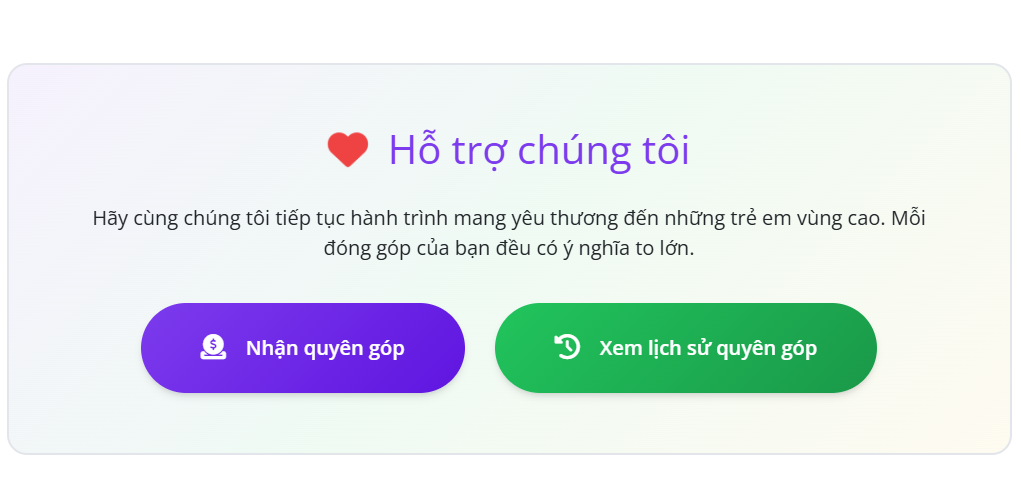 Hỗ trợ chúng tôi
Hãy cùng chúng tôi tiếp tục hành trình mang yêu thương đến những trẻ em vùng cao. Mỗi
đóng góp của bạn đều có ý nghĩa to lớn.
$ Nhận quyên góp
Xem lịch sử quyên góp